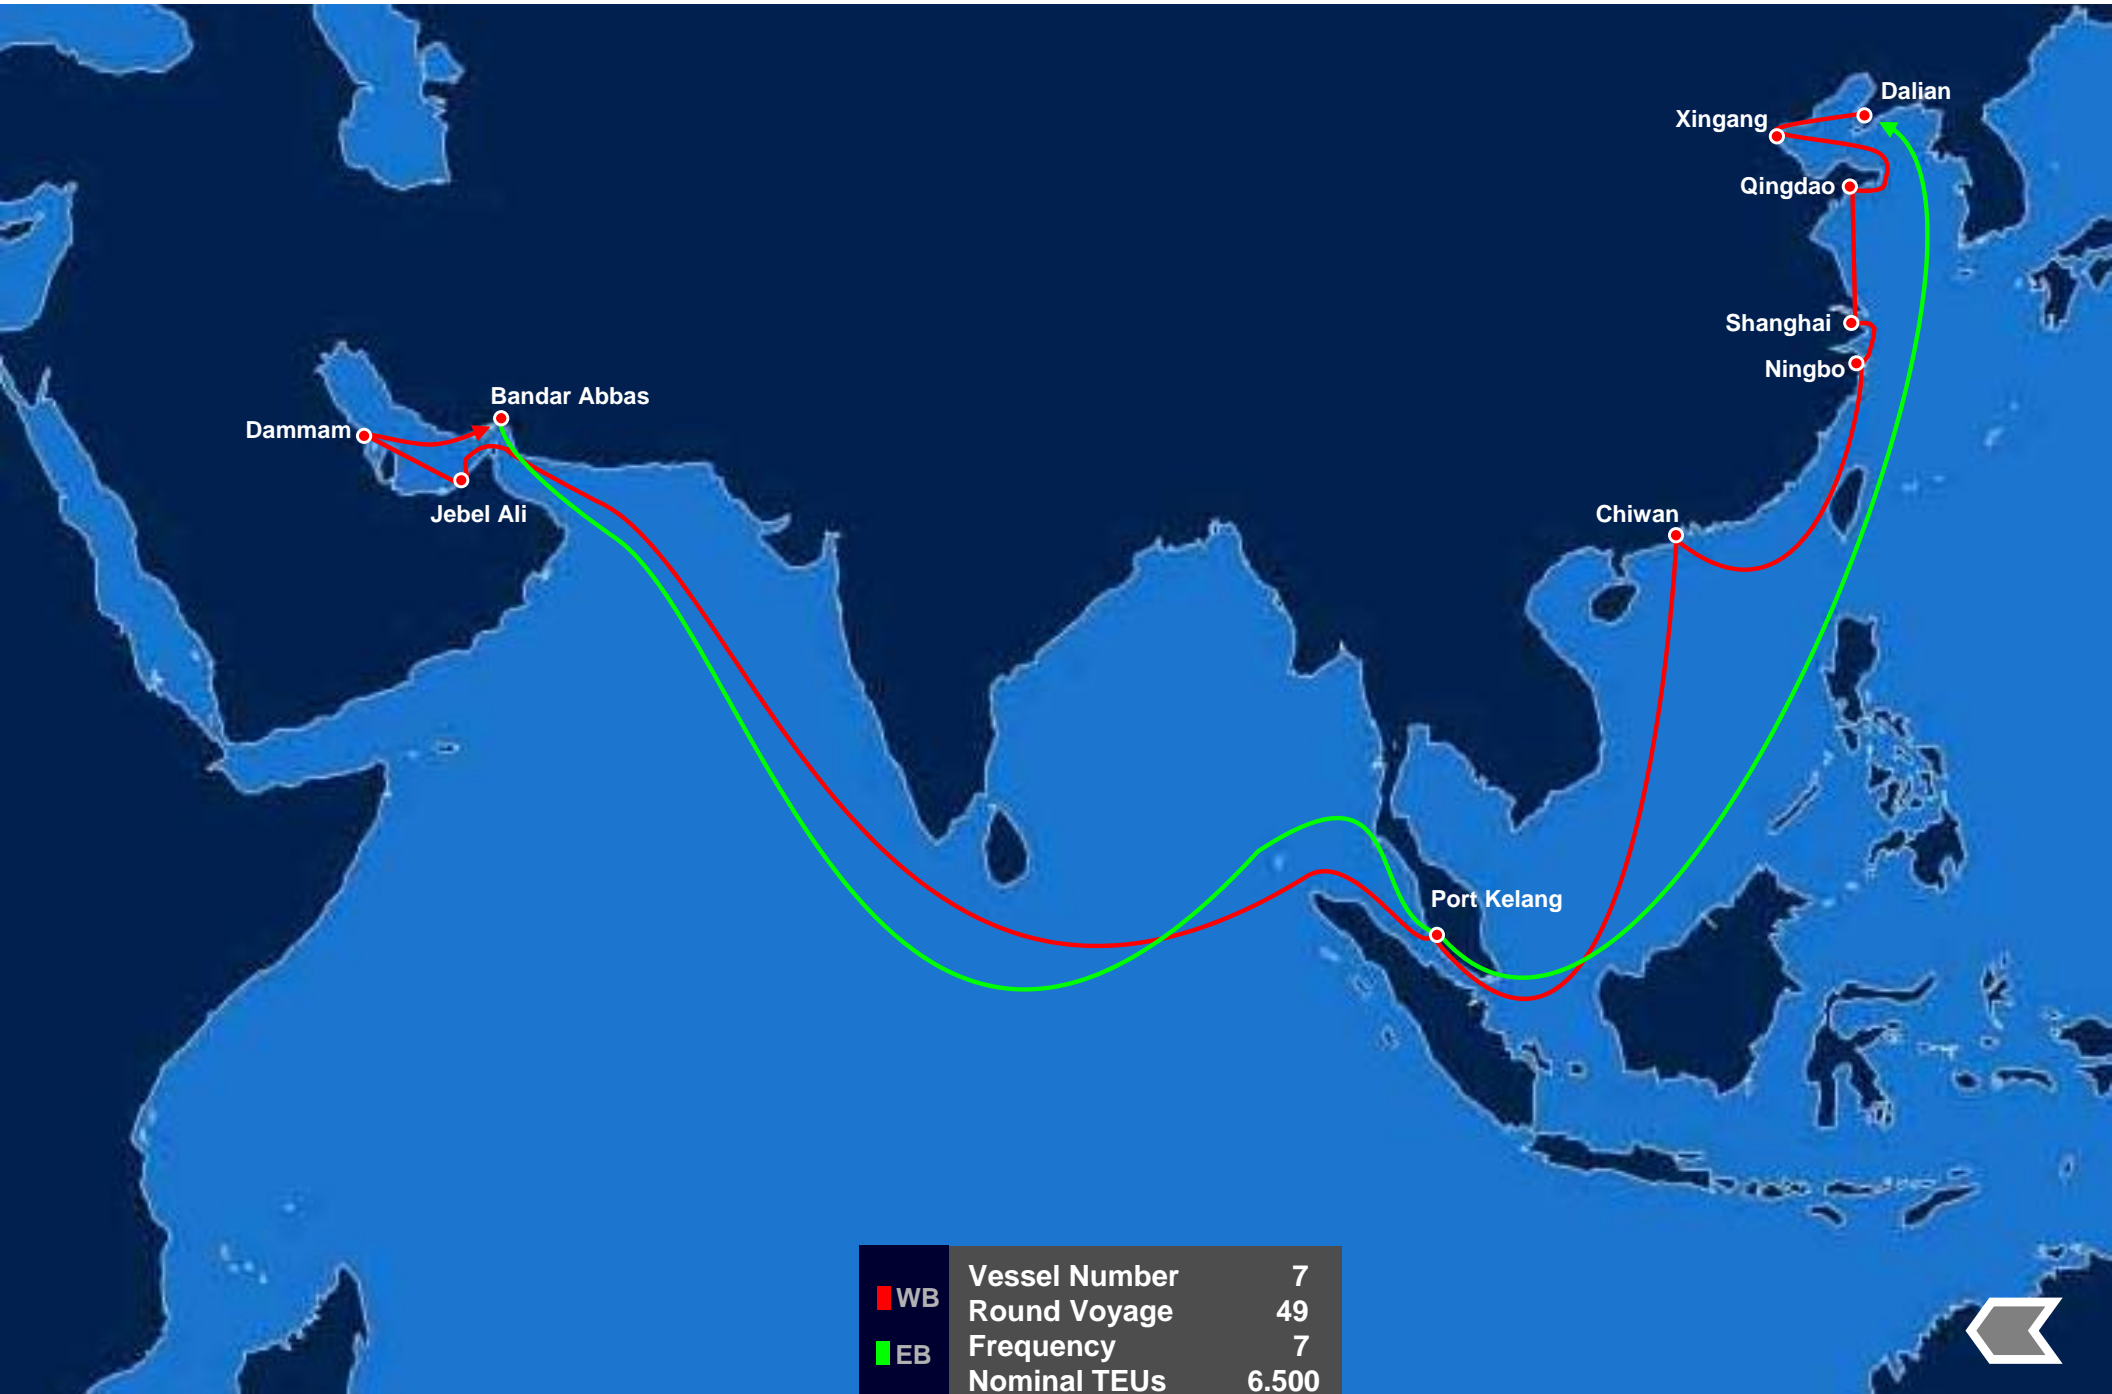 Dalian
Xingang
Qingdao
Shanghai
Ningbo
Bandar Abbas
Dammam
Jebel Ali
Chiwan
Port Kelang
WB
EB
Vessel Number 7
Round Voyage 49
Frequency 7
Nominal TEUs 6.500